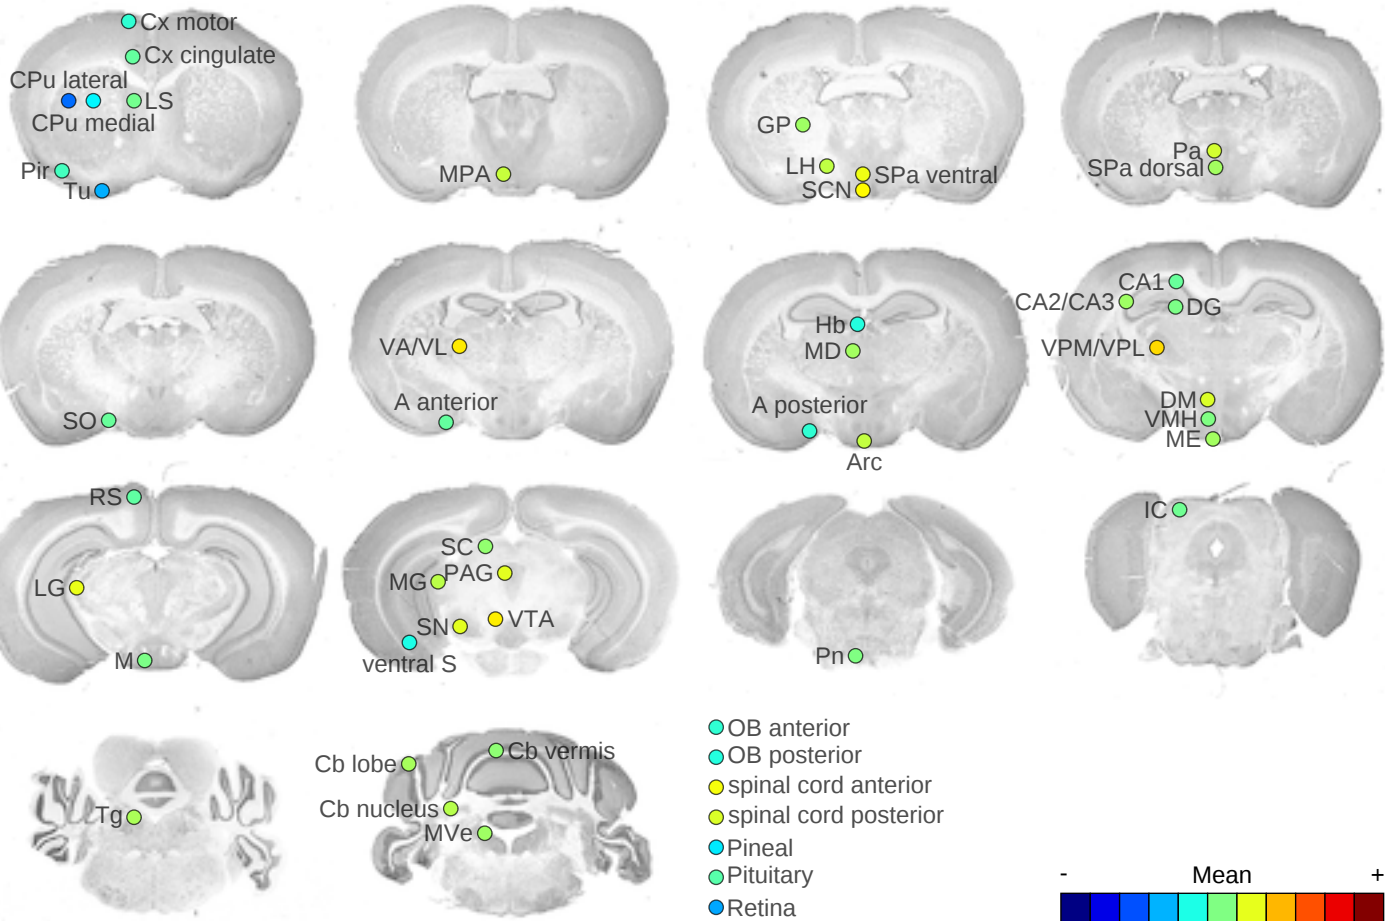 Cx motor
Cx cingulate
CPu lateral
LS
CPu medial
Pir
Tu
MPA
GP
LH
SPa ventral
SCN
Pa
SPa dorsal
SO
VA/VL
A anterior
Hb
MD
A posterior
Arc
CA1
CA2/CA3
DG
VPM/VPL
DM
VMH
ME
RS
LG
M
SC
PAG
MG
SN
VTA
ventral S
Pn
IC
Tg
Cb vermis
Cb lobe
Cb nucleus
MVe
OB anterior
OB posterior
spinal cord anterior
spinal cord posterior
Pineal
Pituitary
Retina
- Mean +